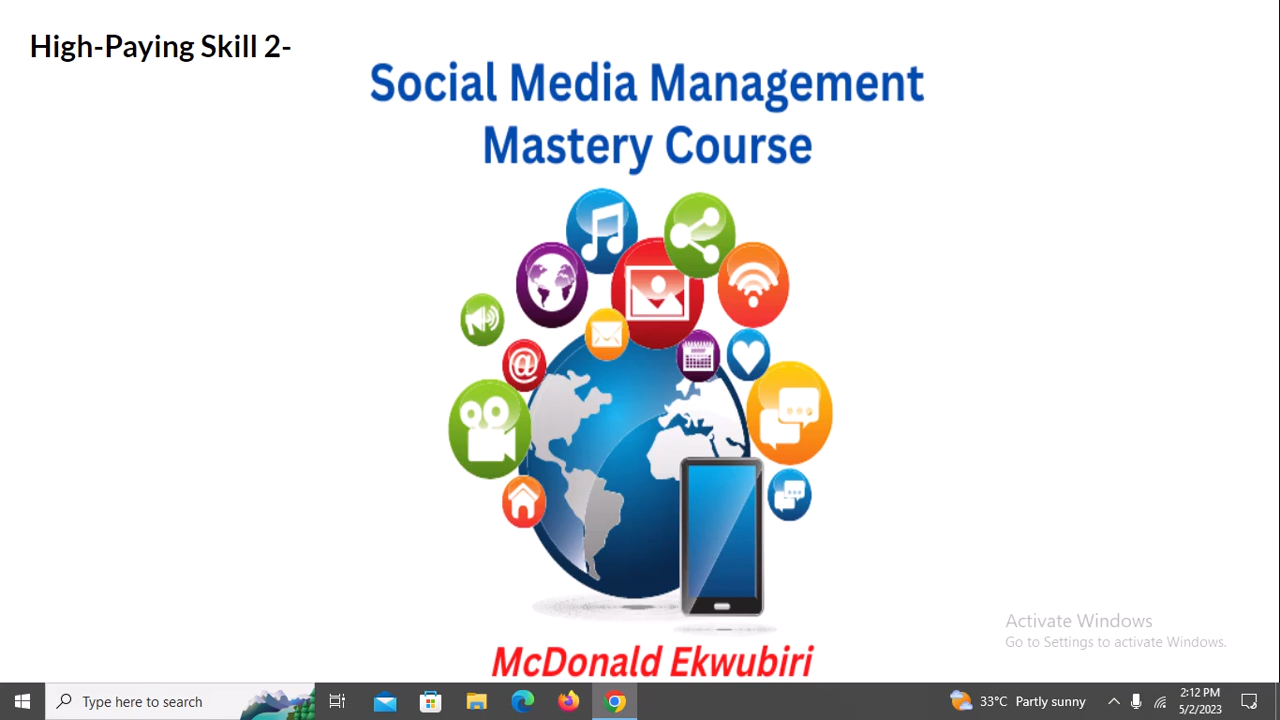 High-Paying Skill 2-
Social Media Management
Mastery Course
@
McDonald Ekwubiri
Activate Windows
Go to Settings to activate Windows.
Type here to search
33°C Partly sunny
2:12 PM
5/2/2023